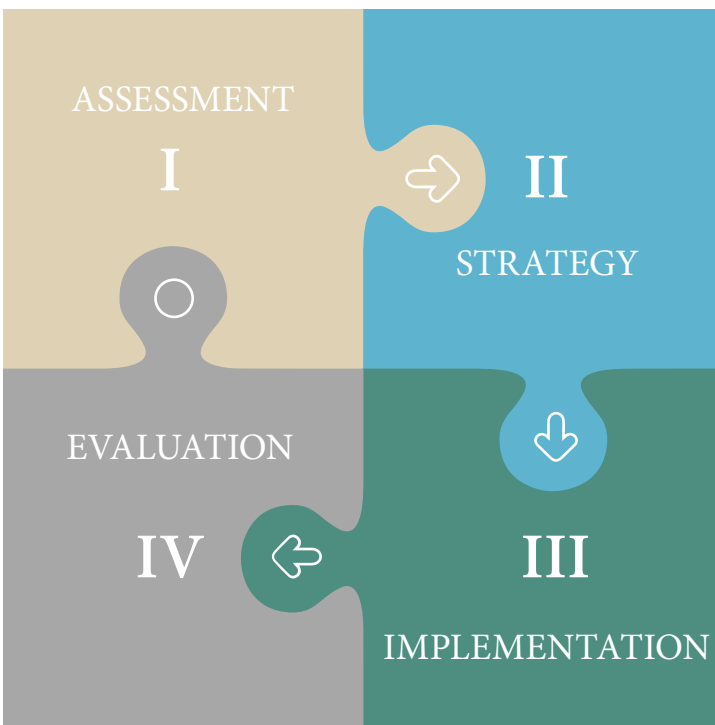 ASSESSMENT
I
II
STRATEGY
EVALUATION
IV
III
IMPLEMENTATION